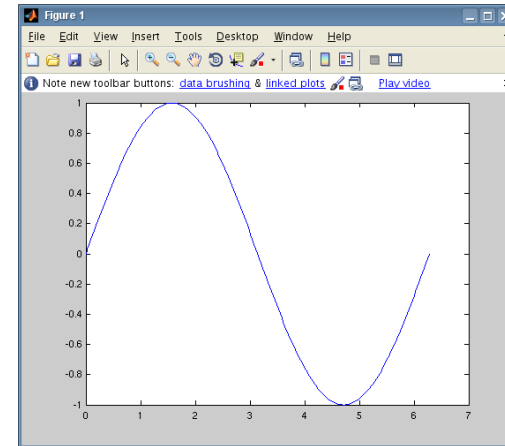 Figure 1
File Edit View Insert Tools Desktop Window Help
Note new toolbar buttons: data brushing & linked plots Play video
1
0.8
0.6
0.4
0.2
0
-0.2
-0.4
-0.6
-0.8
-1
0 1 2 3 4 5 6 7